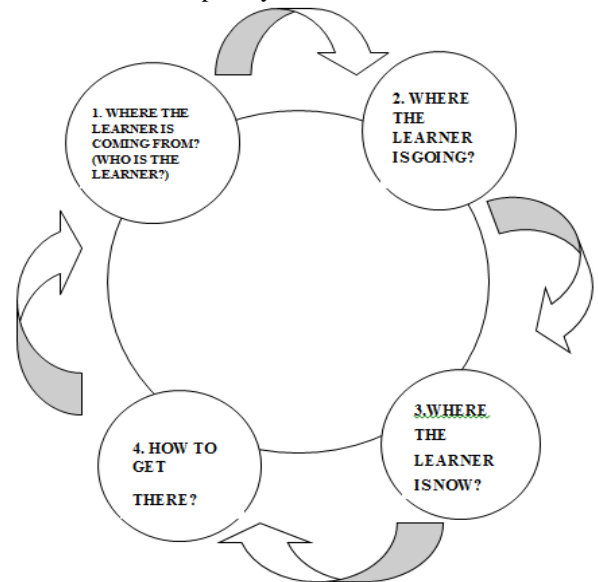 1. WHERE THE
LEARNER IS
COMING FROM?
(WHO IS THE
LEARNER?)
2. WHERE
THE
LEARNER
IS GOING?
3.WHERE
THE
LEARNER
IS NOW?
4. HOW TO
GET
THERE?